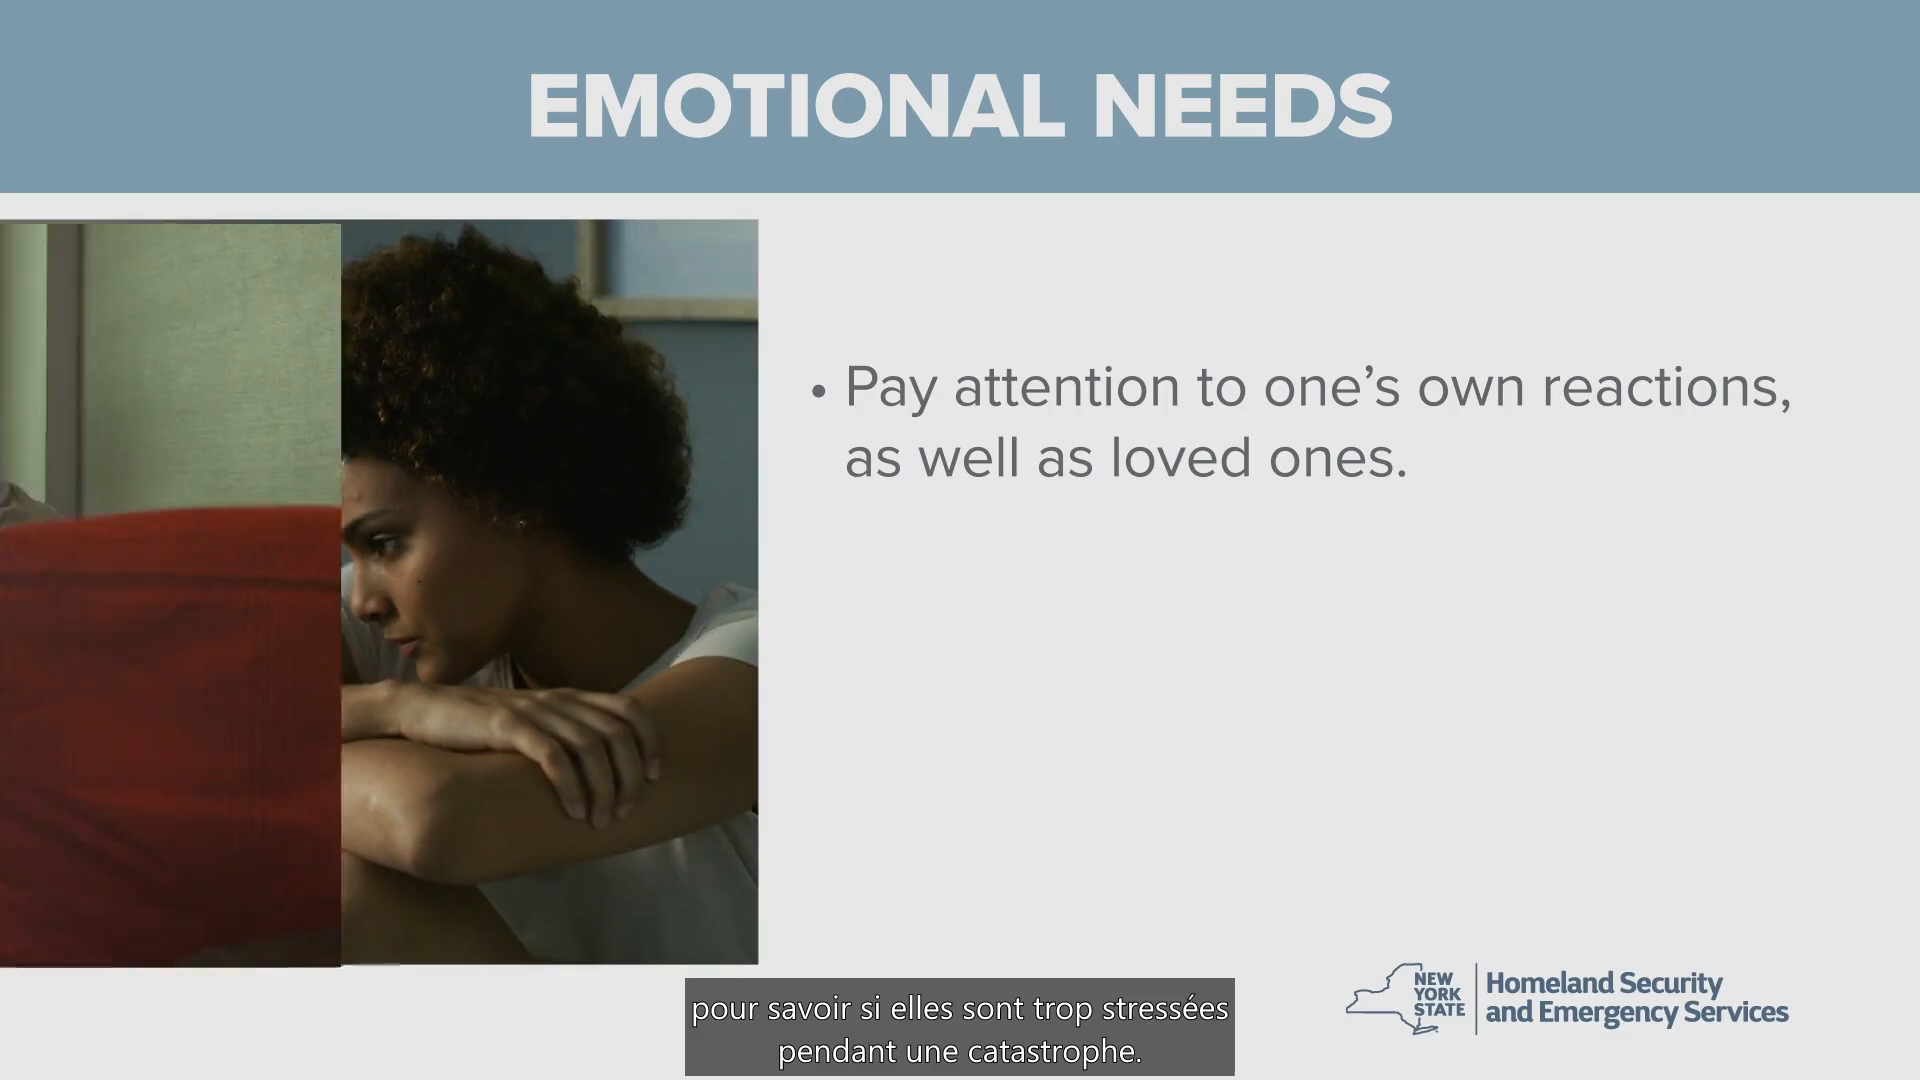 EMOTIONAL NEEDS
• Pay attention to one’s own reactions,
as well as loved ones.
NEW
YORK
STATE
Homeland Security
and Emergency Services
pour savoir si elles sont trop stressées
pendant une catastrophe.